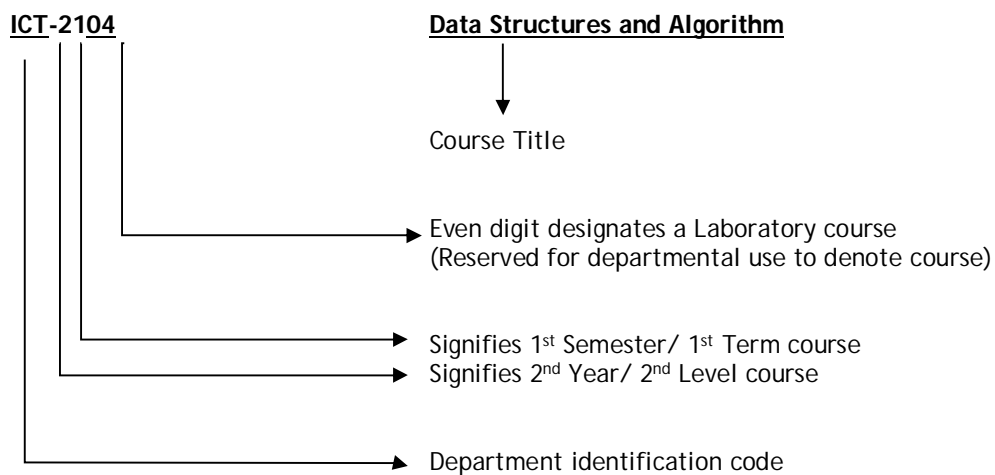 ICT-2104 Data Structures and Algorithm
Course Title
Even digit designates a Laboratory course
(Reserved for departmental use to denote course)
Signifies 1st Semester/ 1st Term course
Signifies 2nd Year/ 2nd Level course
Department identification code